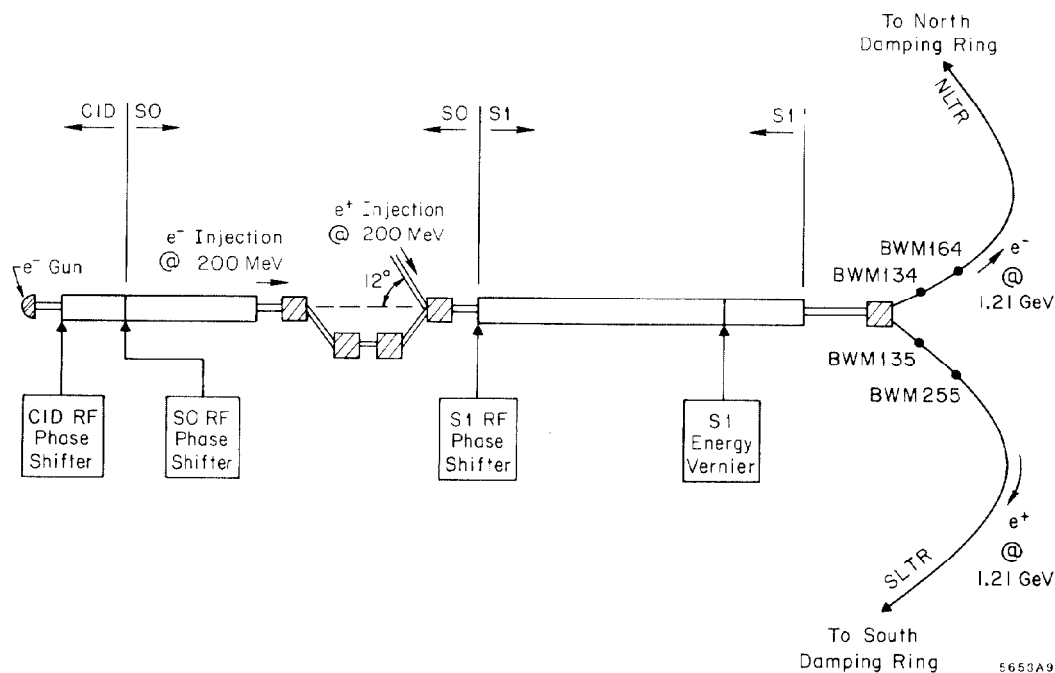 To North
Damping Ring
NLTR
CID
SO
SO
S1
S1
e⁺ Injection
@ 200 MeV
e⁻ Injection
@ 200 MeV
12°
e⁻ Gun
BWM164
BWM134
e⁻
@
1.21 GeV
BWM135
BWM255
CID RF
Phase
Shifter
SO RF
Phase
Shifter
S1 RF
Phase
Shifter
S1
Energy
Vernier
e⁺
@
1.21 GeV
SLTR
To South
Damping Ring
5653A9